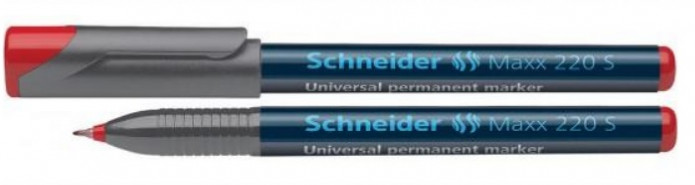 Schneider Maxx 220 S
Universal permanent marker
Schneider Maxx 220 S
Universal permanent marker